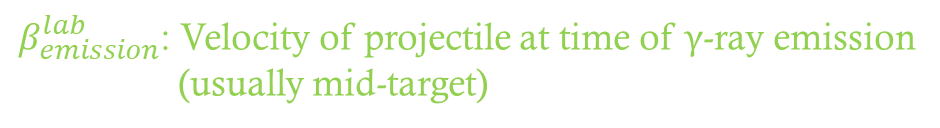 β^{lab}_{emission}: Velocity of projectile at time of γ-ray emission
(usually mid-target)